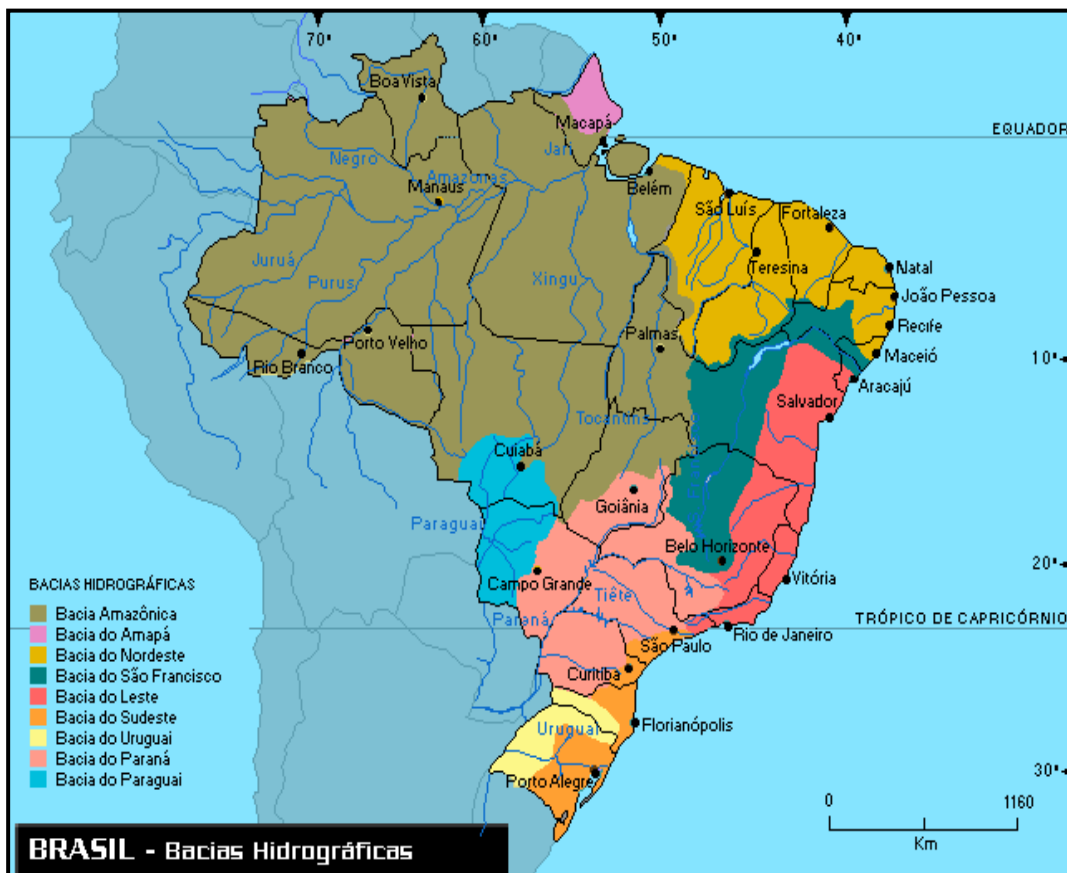 70°
60°
50°
40°
Boa Vista
Macapá
EQUADOR
Negro
Jari
Amazonas
Manaus
Belém
São Luís
Fortaleza
Juruá
Purus
Xingu
Teresina
Natal
João Pessoa
Recife
Porto Velho
Palmas
Rio Branco
Maceió
10°
Aracajú
Salvador
Tocantins
Cuiabá
Goiânia
Paraguai
Belo Horizonte
20°
Campo Grande
Vitória
Tiête
Paraná
TRÓPICO DE CAPRICÓRNIO
Rio de Janeiro
São Paulo
Curitiba
Florianópolis
Uruguai
Porto Alegre
30°
BACIAS HIDROGRÁFICAS
Bacia Amazônica
Bacia do Amapá
Bacia do Nordeste
Bacia do São Francisco
Bacia do Leste
Bacia do Sudeste
Bacia do Uruguai
Bacia do Paraná
Bacia do Paraguai
0
1160
Km
BRASIL - Bacias Hidrográficas